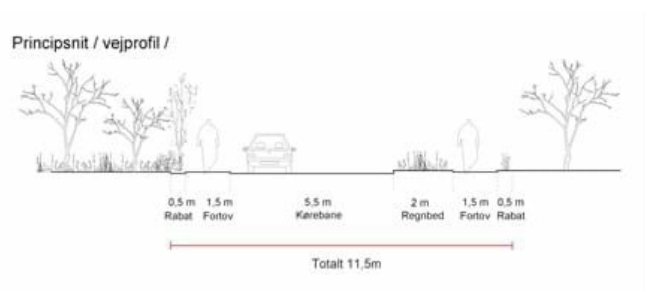 Principsnit / vejprofil /
0,5 m 1,5 m 5,5 m 2 m 1,5 m 0,5 m
Rabat Fortov Kørebane Regnbed Fortov Rabat
Totalt 11,5m